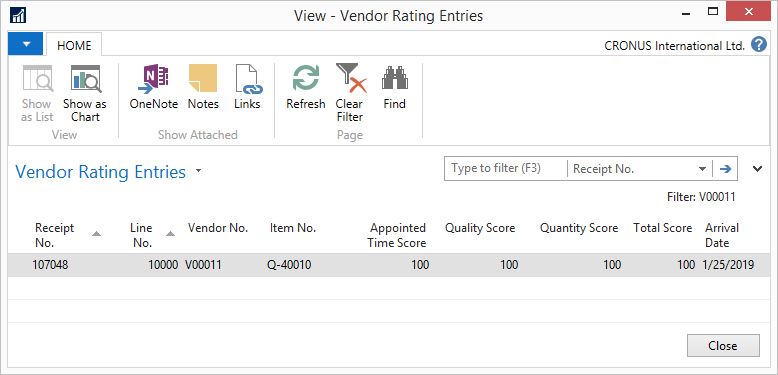 View - Vendor Rating Entries
HOME
CRONUS International Ltd. ?
Show as List
Show as Chart
OneNote
Notes
Links
Refresh
Clear Filter
Find
View
Show Attached
Page
Vendor Rating Entries
Type to filter (F3)
Receipt No.
Filter: V00011
Receipt No.
Line No.
Vendor No.
Item No.
Appointed Time Score
Quality Score
Quantity Score
Total Score
Arrival Date
107048 10000 V00011 Q-40010 100 100 100 100 1/25/2019
Close